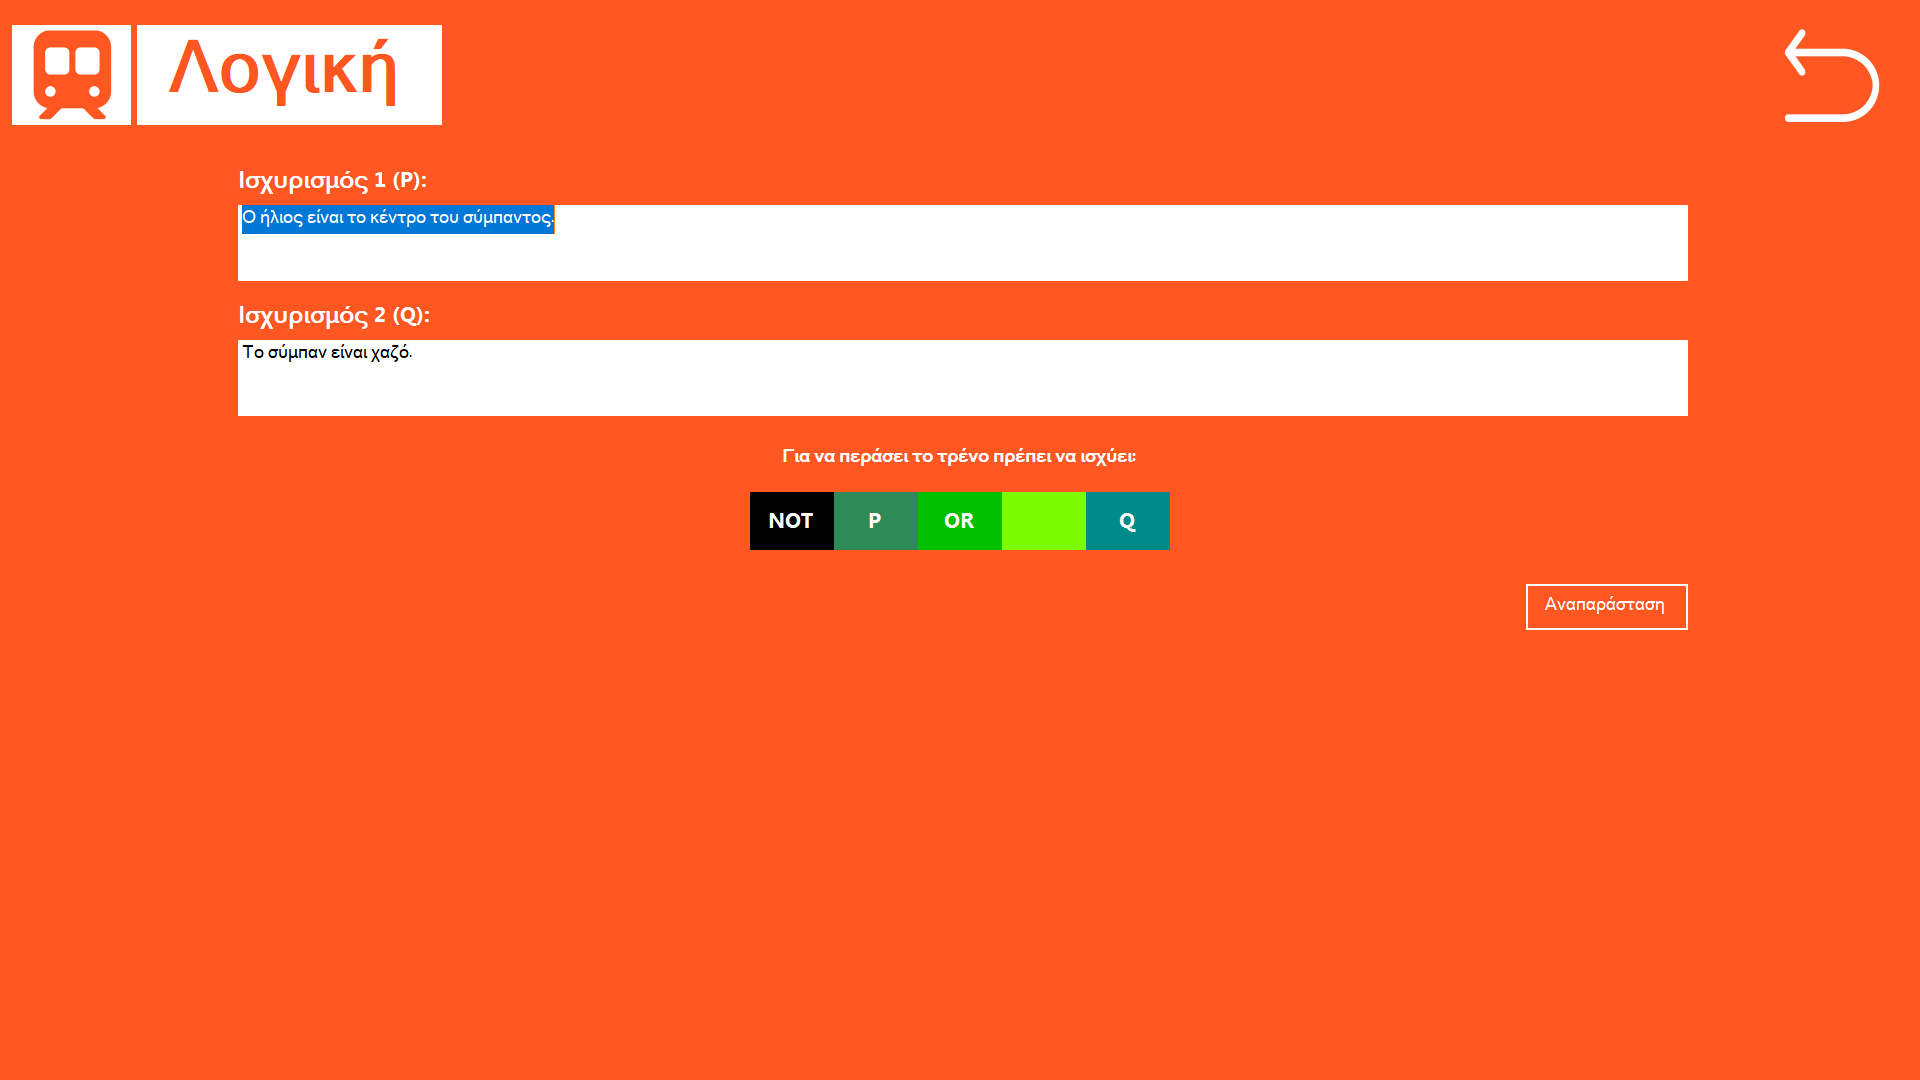 Λογική
Ισχυρισμός 1 (P):
Ο ήλιος είναι το κέντρο του σύμπαντος.
Ισχυρισμός 2 (Q):
Το σύμπαν είναι χαζό.
Για να περάσει το τρένο πρέπει να ισχύει:
NOT P OR Q
Αναπαράσταση